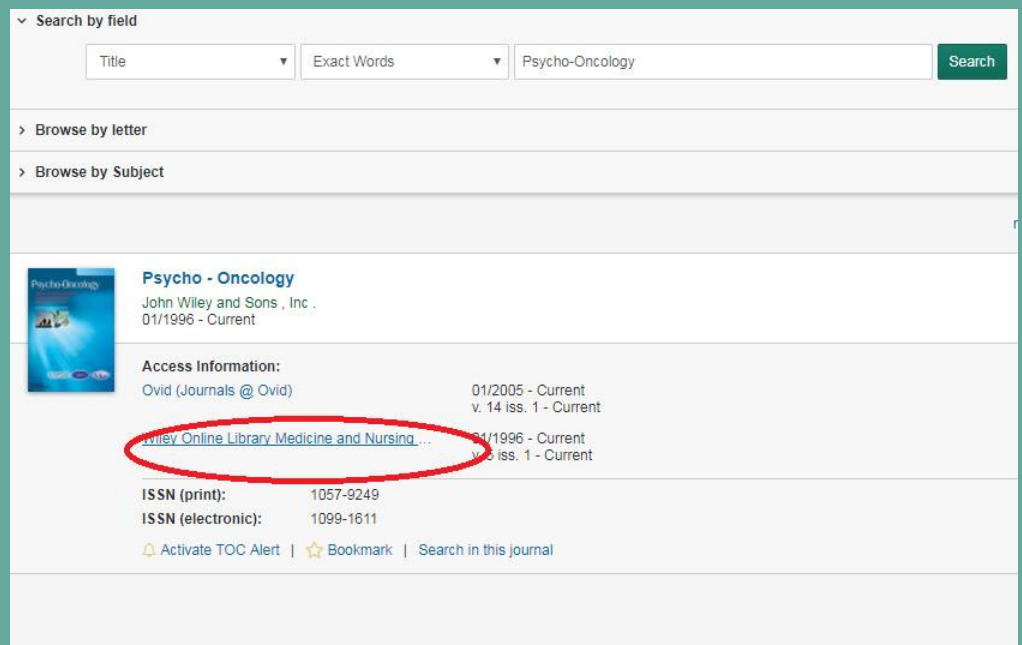 Search by field
Title Exact Words Psycho-Oncology Search
Browse by letter
Browse by Subject
Psycho-Oncology
Psycho - Oncology
John Wiley and Sons , Inc .
01/1996 - Current
Access Information:
Ovid (Journals @ Ovid) 01/2005 - Current
v. 14 iss. 1 - Current
Wiley Online Library Medicine and Nursing ... 01/1996 - Current
v. 5 iss. 1 - Current
ISSN (print): 1057-9249
ISSN (electronic): 1099-1611
Activate TOC Alert | Bookmark | Search in this journal